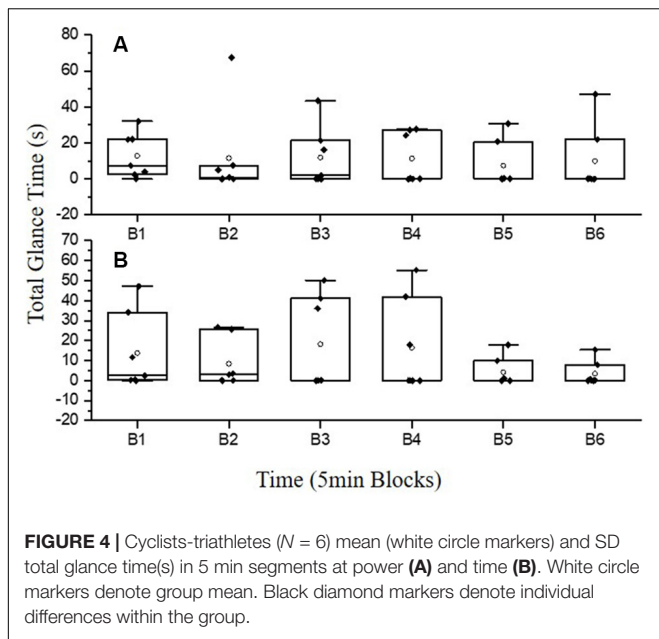 A
80
60
40
20
0
-20
B1 B2 B3 B4 B5 B6
Total Glance Time (s)
B
70
60
50
40
30
20
10
0
-10
-20
B1 B2 B3 B4 B5 B6
Time (5min Blocks)
FIGURE 4 | Cyclists-triathletes (N = 6) mean (white circle markers) and SD
total glance time(s) in 5 min segments at power (A) and time (B). White circle
markers denote group mean. Black diamond markers denote individual
differences within the group.